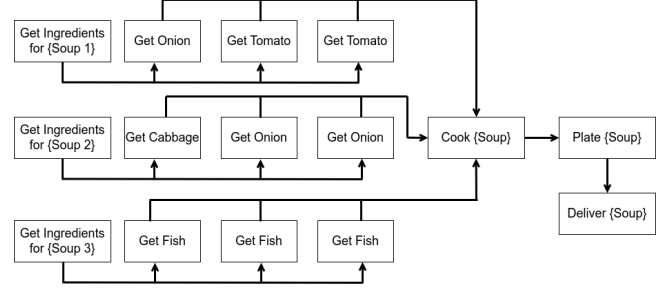 Get Ingredients
for {Soup 1}
Get Onion
Get Tomato
Get Tomato
Get Ingredients
for {Soup 2}
Get Cabbage
Get Onion
Get Onion
Cook {Soup}
Plate {Soup}
Deliver {Soup}
Get Ingredients
for {Soup 3}
Get Fish
Get Fish
Get Fish